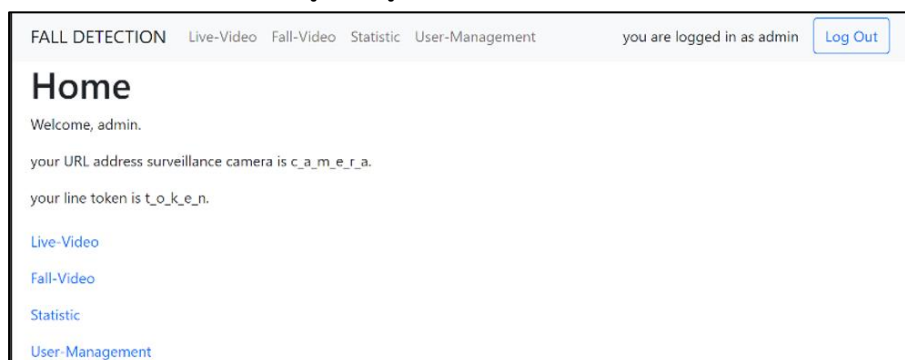 FALL DETECTION Live-Video Fall-Video Statistic User-Management you are logged in as admin Log Out
Home
Welcome, admin.
your URL address surveillance camera is c_a_m_e_r_a.
your line token is t_o_k_e_n.
Live-Video
Fall-Video
Statistic
User-Management